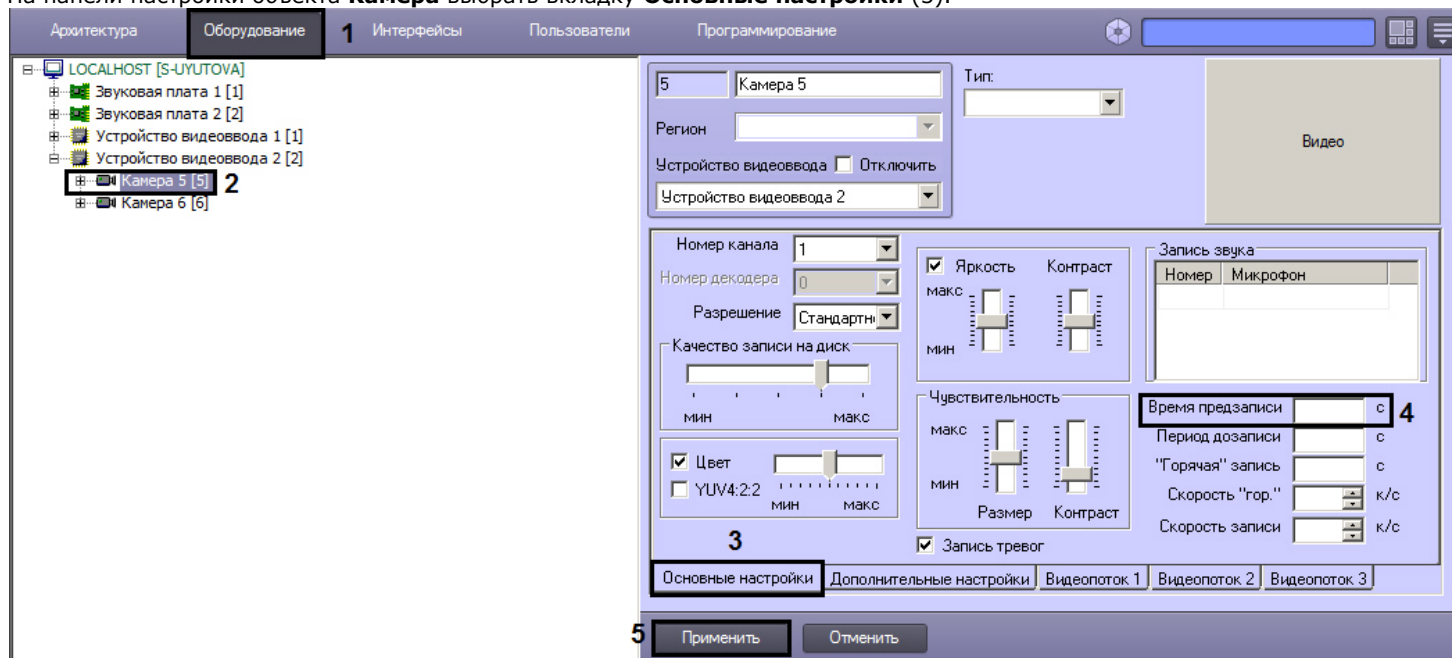 На панели настройки объекта Камера выбрать вкладку Основные настройки (3).
Архитектура Оборудование 1 Интерфейсы Пользователи Программирование
LOCALHOST [S-UYUTOVA]
Звуковая плата 1 [1]
Звуковая плата 2 [2]
Устройство видеоввода 1 [1]
Устройство видеоввода 2 [2]
Камера 5 [5] 2
Камера 6 [6]
5 Камера 5
Регион
Устройство видеоввода Отключить
Устройство видеоввода 2
Тип:
Видео
Номер канала 1
Номер декодера 0
Разрешение Стандартн
Качество записи на диск
мин макс
Цвет
YUV4:2:2
мин макс
3
Яркость Контраст
макс
мин
Чувствительность
макс
мин
Размер Контраст
Запись тревог
Запись звука
Номер Микрофон
Время предзаписи с 4
Период дозаписи с
"Горячая" запись с
Скорость "гор." к/с
Скорость записи к/с
Основные настройки Дополнительные настройки Видеопоток 1 Видеопоток 2 Видеопоток 3
5 Применить Отменить